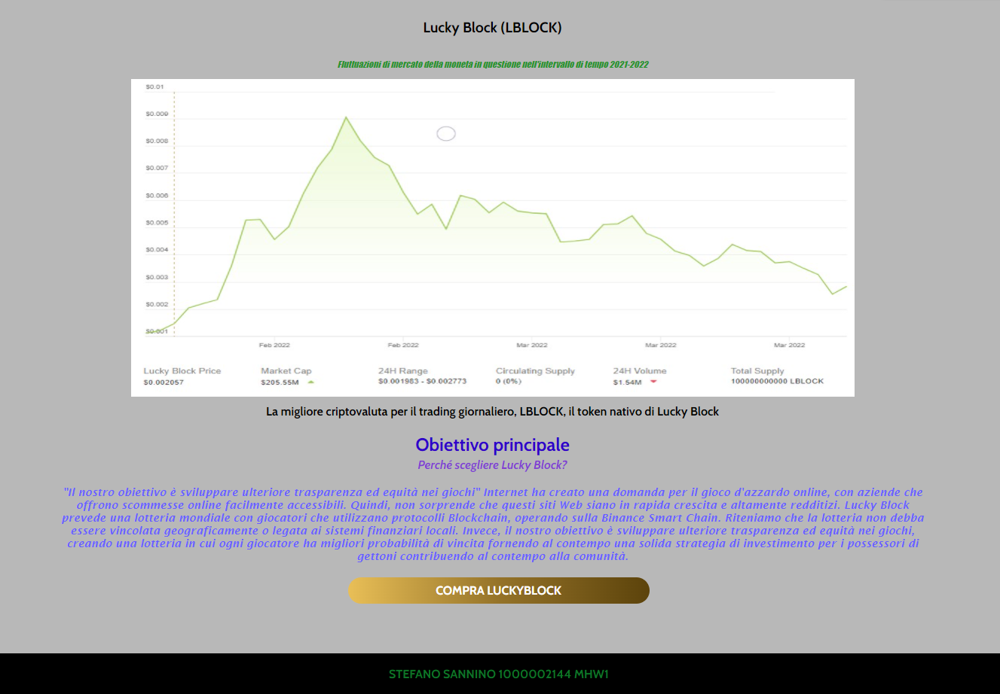 Lucky Block (LBLOCK)
Fluttuazioni di mercato della moneta in questione nell'intervallo di tempo 2021-2022
$0.01
$0.009
$0.008
$0.007
$0.006
$0.005
$0.004
$0.003
$0.002
$0.001
Feb 2022 Feb 2022 Mar 2022 Mar 2022 Mar 2022
Lucky Block Price Market Cap 24H Range Circulating Supply 24H Volume Total Supply
$0.002057 $205.55M $0.001983 - $0.002773 0 (0%) $1.54M 100000000000 LBLOCK
La migliore criptovaluta per il trading giornaliero, LBLOCK, il token nativo di Lucky Block
Obiettivo principale
Perché scegliere Lucky Block?
"Il nostro obiettivo è sviluppare ulteriore trasparenza ed equità nei giochi" Internet ha creato una domanda per il gioco d'azzardo online, con aziende che
offrono scommesse online facilmente accessibili. Quindi, non sorprende che questi siti Web siano in rapida crescita e altamente redditizi. Lucky Block
prevede una lotteria mondiale con giocatori che utilizzano protocolli Blockchain, operando sulla Binance Smart Chain. Riteniamo che la lotteria non debba
essere vincolata geograficamente o legata ai sistemi finanziari locali. Invece, il nostro obiettivo è sviluppare ulteriore trasparenza ed equità nei giochi,
creando una lotteria in cui ogni giocatore ha migliori probabilità di vincita fornendo al contempo una solida strategia di investimento per i possessori di
gettoni contribuendo al contempo alla comunità.
COMPRA LUCKYBLOCK
STEFANO SANNINO 1000002144 MHW1